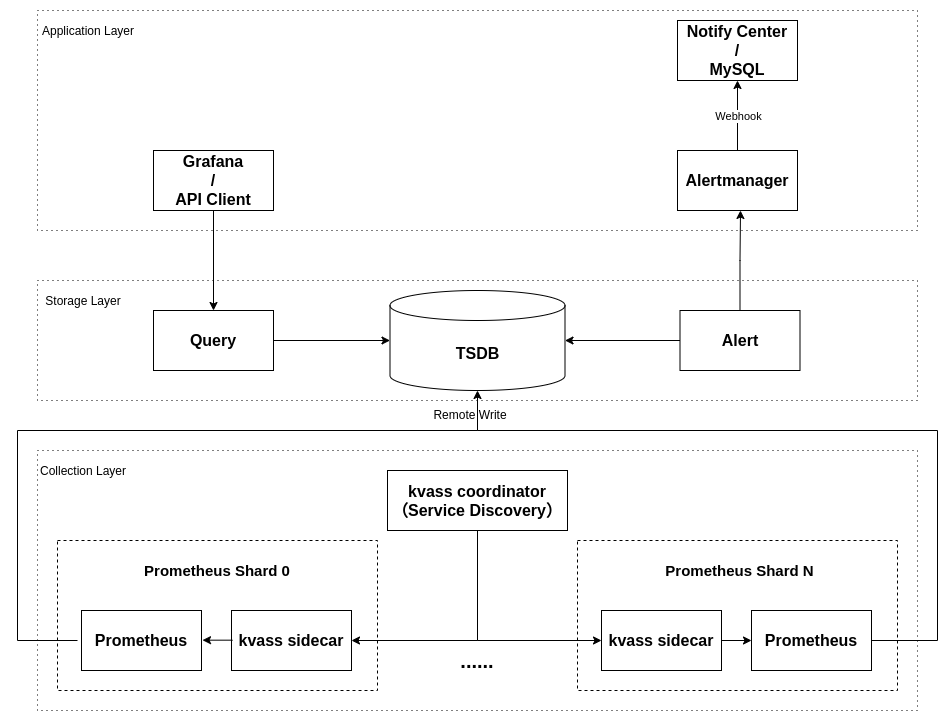 Application Layer
Notify Center
/
MySQL
Webhook
Grafana
/
API Client
Alertmanager
Storage Layer
Query
TSDB
Alert
Remote Write
Collection Layer
kvass coordinator
（Service Discovery）
Prometheus Shard 0
Prometheus Shard N
Prometheus
kvass sidecar
kvass sidecar
Prometheus
......